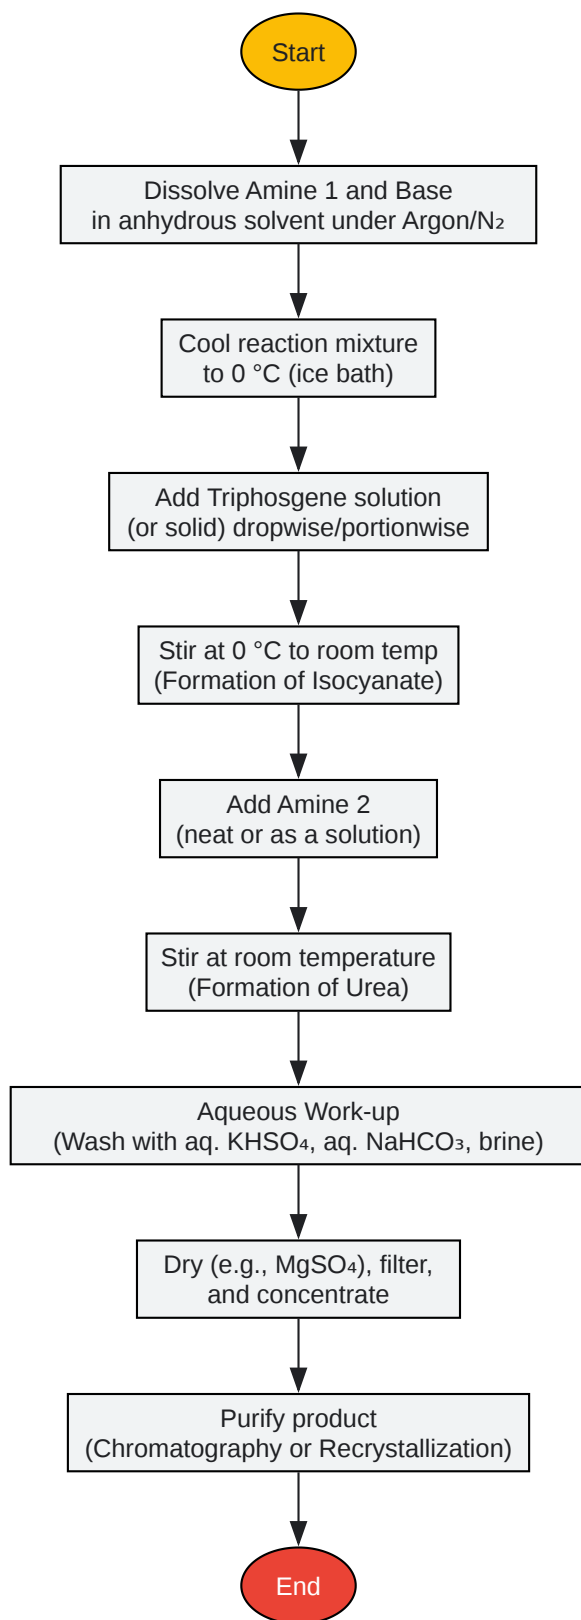 Start
Dissolve Amine 1 and Base
in anhydrous solvent under Argon/N₂
Cool reaction mixture
to 0 °C (ice bath)
Add Triphosgene solution
(or solid) dropwise/portionwise
Stir at 0 °C to room temp
(Formation of Isocyanate)
Add Amine 2
(neat or as a solution)
Stir at room temperature
(Formation of Urea)
Aqueous Work-up
(Wash with aq. KHSO₄, aq. NaHCO₃, brine)
Dry (e.g., MgSO₄), filter,
and concentrate
Purify product
(Chromatography or Recrystallization)
End